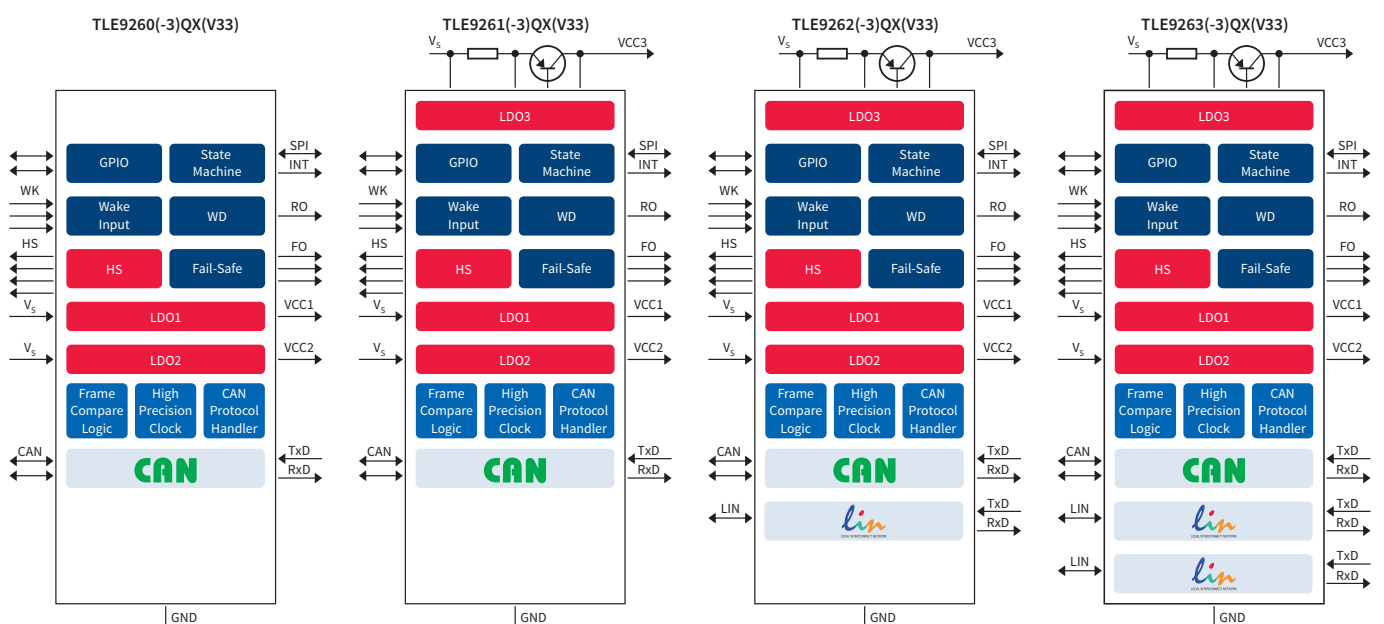 TLE9260(-3)QX(V33)
GPIO
State
Machine
SPI
INT
WK
Wake
Input
WD
RO
HS
HS
Fail-Safe
FO
VS
LDO1
VCC1
VS
LDO2
VCC2
Frame
Compare
Logic
High
Precision
Clock
CAN
Protocol
Handler
CAN
CAN
TxD
RxD
GND
TLE9261(-3)QX(V33)
VS
VCC3
LDO3
GPIO
State
Machine
SPI
INT
WK
Wake
Input
WD
RO
HS
HS
Fail-Safe
FO
VS
LDO1
VCC1
VS
LDO2
VCC2
Frame
Compare
Logic
High
Precision
Clock
CAN
Protocol
Handler
CAN
CAN
TxD
RxD
GND
TLE9262(-3)QX(V33)
VS
VCC3
LDO3
GPIO
State
Machine
SPI
INT
WK
Wake
Input
WD
RO
HS
HS
Fail-Safe
FO
VS
LDO1
VCC1
VS
LDO2
VCC2
Frame
Compare
Logic
High
Precision
Clock
CAN
Protocol
Handler
CAN
CAN
TxD
RxD
LIN
lin
LOCAL INTERCONNECT NETWORK
TxD
RxD
GND
TLE9263(-3)QX(V33)
VS
VCC3
LDO3
GPIO
State
Machine
SPI
INT
WK
Wake
Input
WD
RO
HS
HS
Fail-Safe
FO
VS
LDO1
VCC1
VS
LDO2
VCC2
Frame
Compare
Logic
High
Precision
Clock
CAN
Protocol
Handler
CAN
CAN
TxD
RxD
LIN
lin
LOCAL INTERCONNECT NETWORK
TxD
RxD
LIN
lin
LOCAL INTERCONNECT NETWORK
TxD
RxD
GND